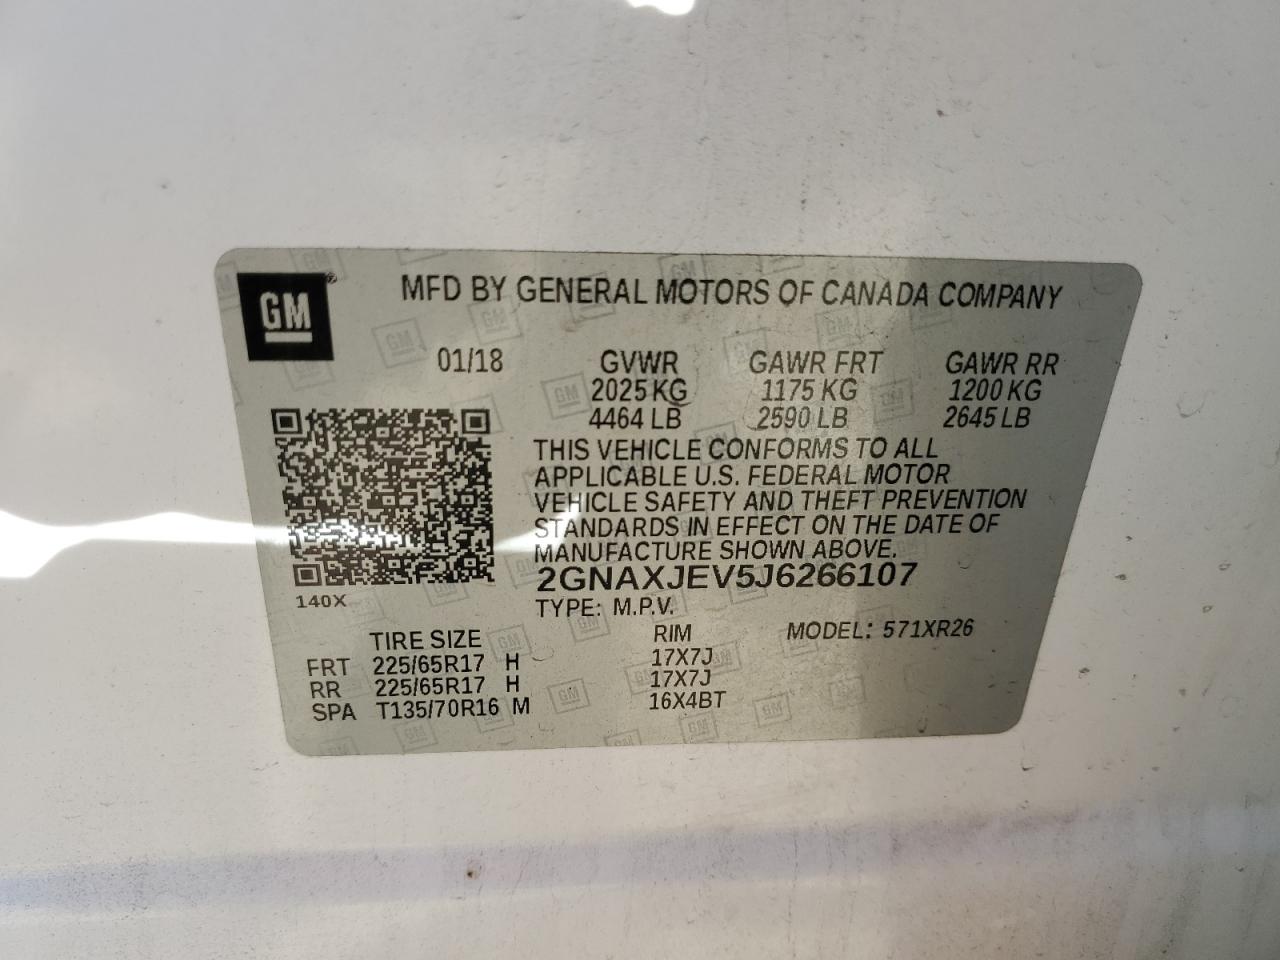 GM
MFD BY GENERAL MOTORS OF CANADA COMPANY
01/18 GVWR GAWR FRT GAWR RR
2025 KG 1175 KG 1200 KG
4464 LB 2590 LB 2645 LB
THIS VEHICLE CONFORMS TO ALL
APPLICABLE U.S. FEDERAL MOTOR
VEHICLE SAFETY AND THEFT PREVENTION
STANDARDS IN EFFECT ON THE DATE OF
MANUFACTURE SHOWN ABOVE.
2GNAXJEV5J6266107
140X
TYPE: M.P.V.
TIRE SIZE RIM MODEL: 571XR26
FRT 225/65R17 H 17X7J
RR 225/65R17 H 17X7J
SPA T135/70R16 M 16X4BT